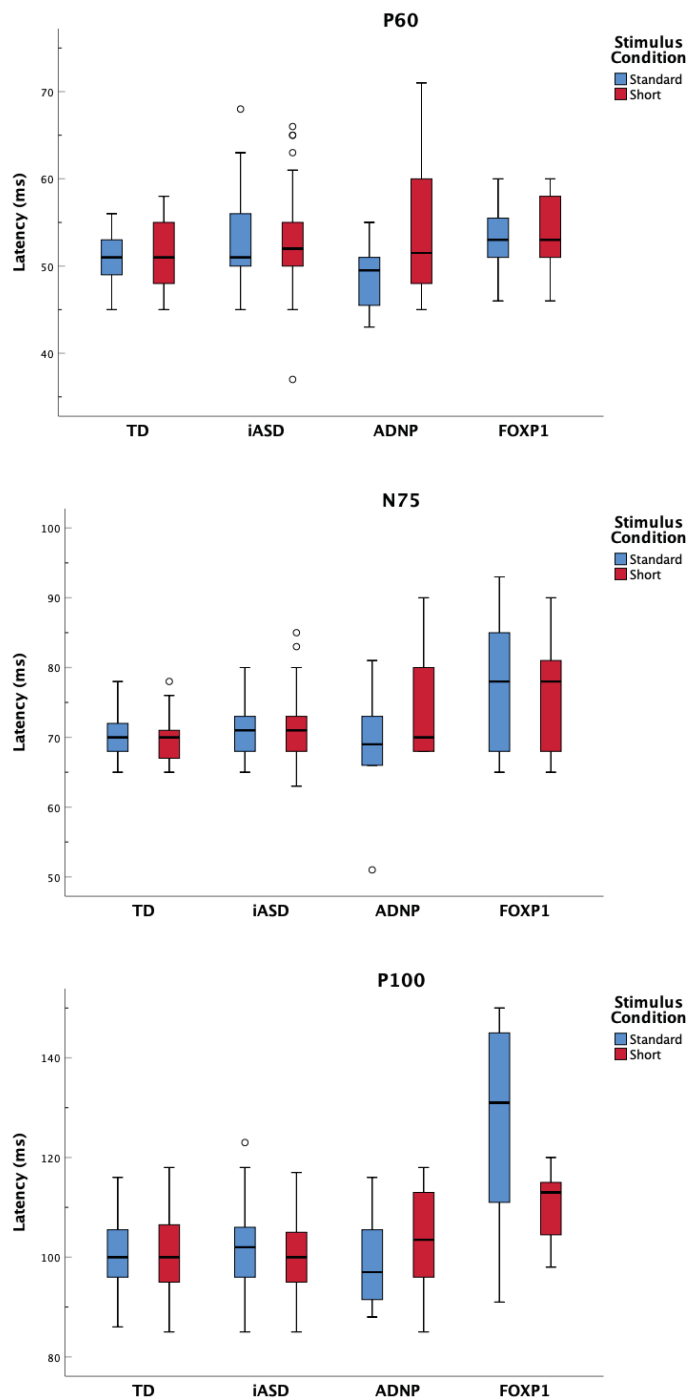 P60
Stimulus
Condition
Standard
Short
Latency (ms)
70
60
50
40
TD iASD ADNP FOXP1
N75
Stimulus
Condition
Standard
Short
Latency (ms)
100
90
80
70
60
50
TD iASD ADNP FOXP1
P100
Stimulus
Condition
Standard
Short
Latency (ms)
140
120
100
80
TD iASD ADNP FOXP1